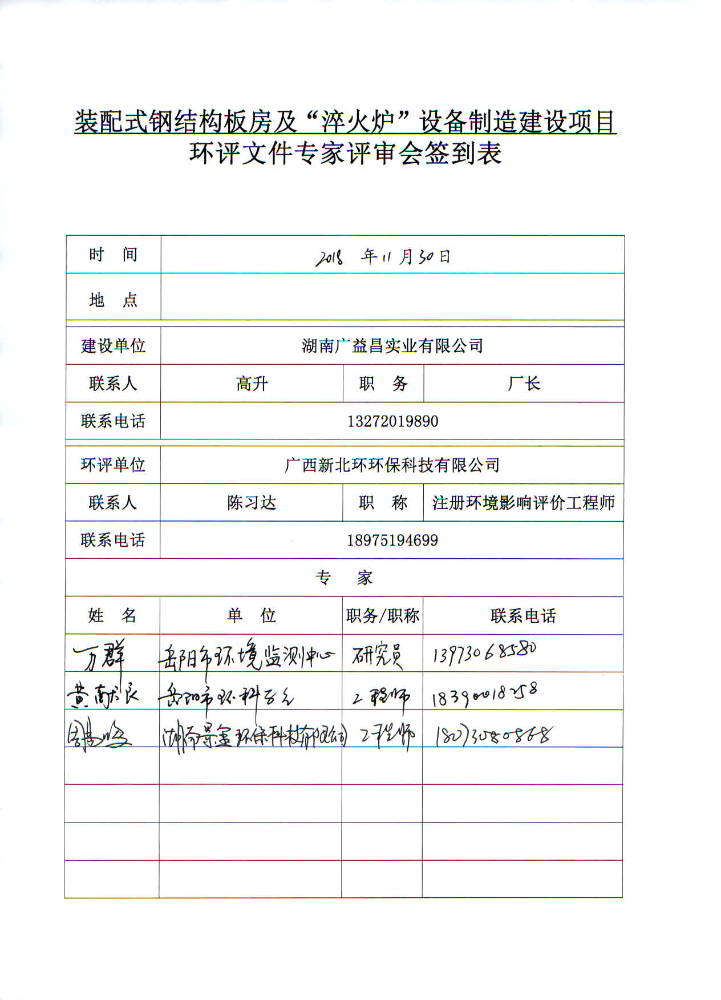 装配式钢结构板房及“淬火炉”设备制造建设项目
环评文件专家评审会签到表
时 间 2018 年 11 月 30 日
地 点
建设单位 湖南广益昌实业有限公司
联系人 高升 职 务 厂长
联系电话 13272019890
环评单位 广西新北环环保科技有限公司
联系人 陈习达 职 称 注册环境影响评价工程师
联系电话 18975194699
专 家
姓 名 单 位 职务/职称 联系电话
万群 岳阳市环境监测中心 研究员 13973068580
黄献民 岳阳市环科 工程师 18390018258
周 湖南景鑫环保科技有限公司 工程师 18073080868